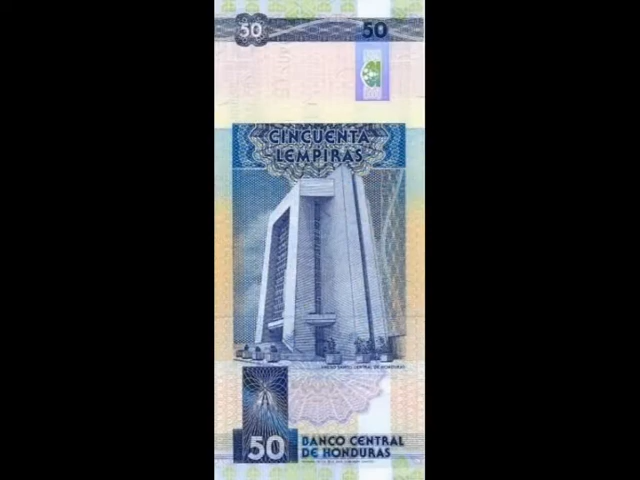 50 50
CINCUENTA
LEMPIRAS
50
BANCO CENTRAL
DE HONDURAS